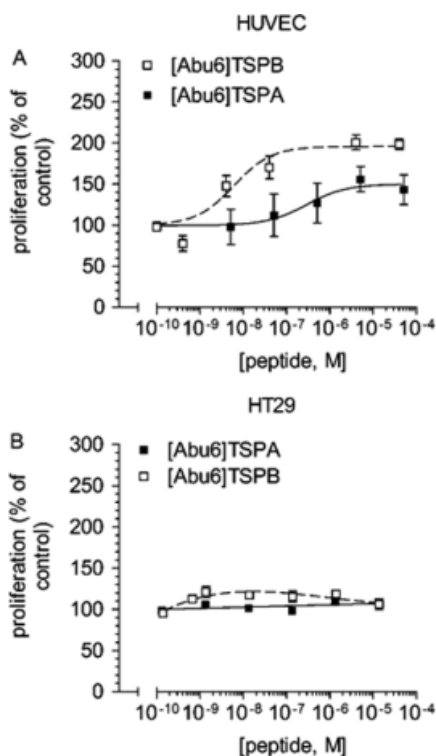 HUVEC
A
[Abu6]TSPB
[Abu6]TSPA
proliferation (% of
control)
300
250
200
150
100
50
0
10-10 10-9 10-8 10-7 10-6 10-5 10-4
[peptide, M]
HT29
B
[Abu6]TSPA
[Abu6]TSPB
proliferation (% of
control)
300
250
200
150
100
50
0
10-10 10-9 10-8 10-7 10-6 10-5 10-4
[peptide, M]